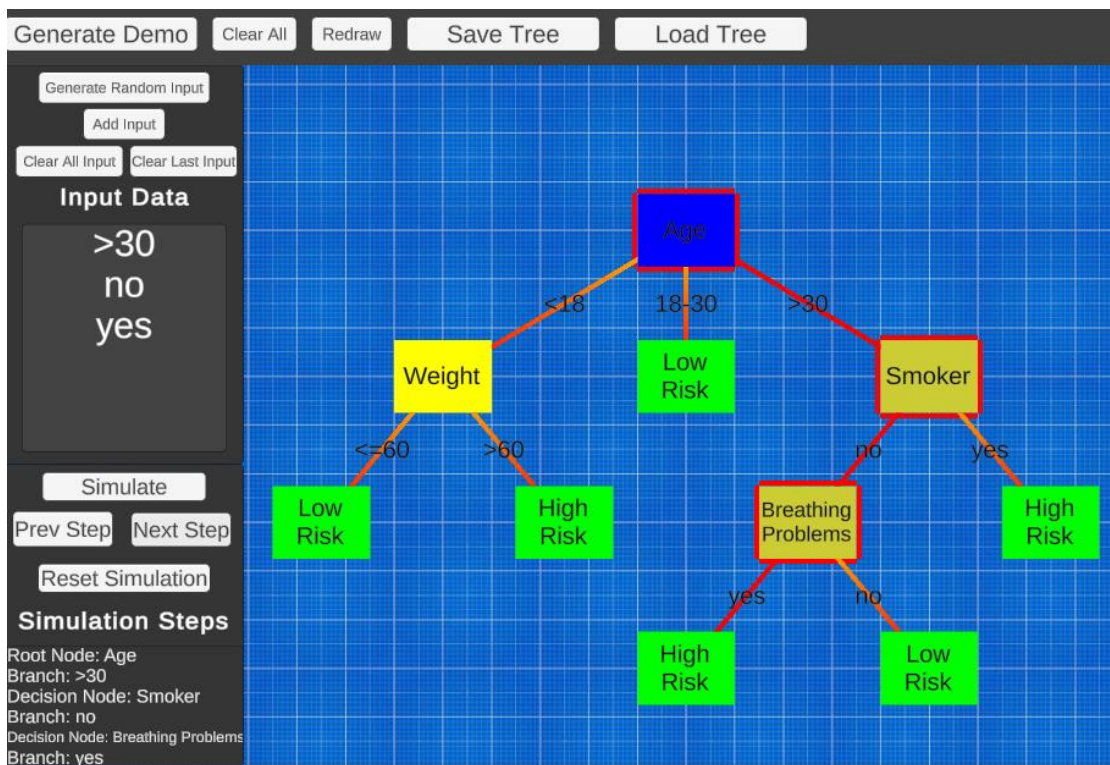 Generate Demo
Clear All
Redraw
Save Tree
Load Tree
Generate Random Input
Add Input
Clear All Input
Clear Last Input
Input Data
>30
no
yes
Simulate
Prev Step
Next Step
Reset Simulation
Simulation Steps
Root Node: Age
Branch: >30
Decision Node: Smoker
Branch: no
Decision Node: Breathing Problems
Branch: yes
Age
<18
18-30
>30
Weight
Low
Risk
Smoker
<=60
>60
no
yes
Low
Risk
High
Risk
Breathing
Problems
High
Risk
yes
no
High
Risk
Low
Risk